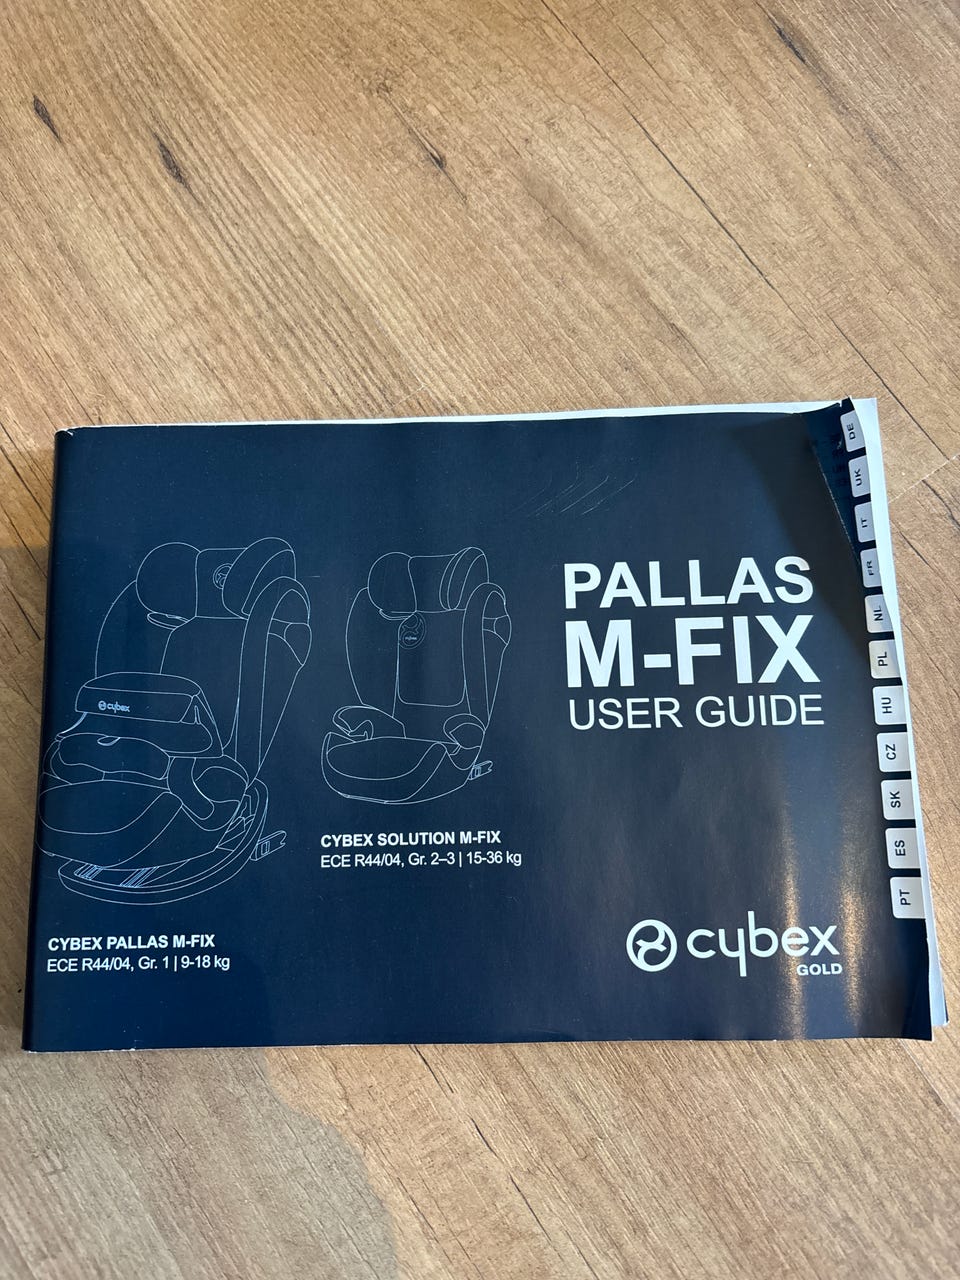 PALLAS
M-FIX
USER GUIDE
cybex
cybex
CYBEX SOLUTION M-FIX
ECE R44/04, Gr. 2–3 | 15-36 kg
CYBEX PALLAS M-FIX
ECE R44/04, Gr. 1 | 9-18 kg
cybex
GOLD
DE
UK
IT
FR
NL
PL
HU
CZ
SK
ES
PT